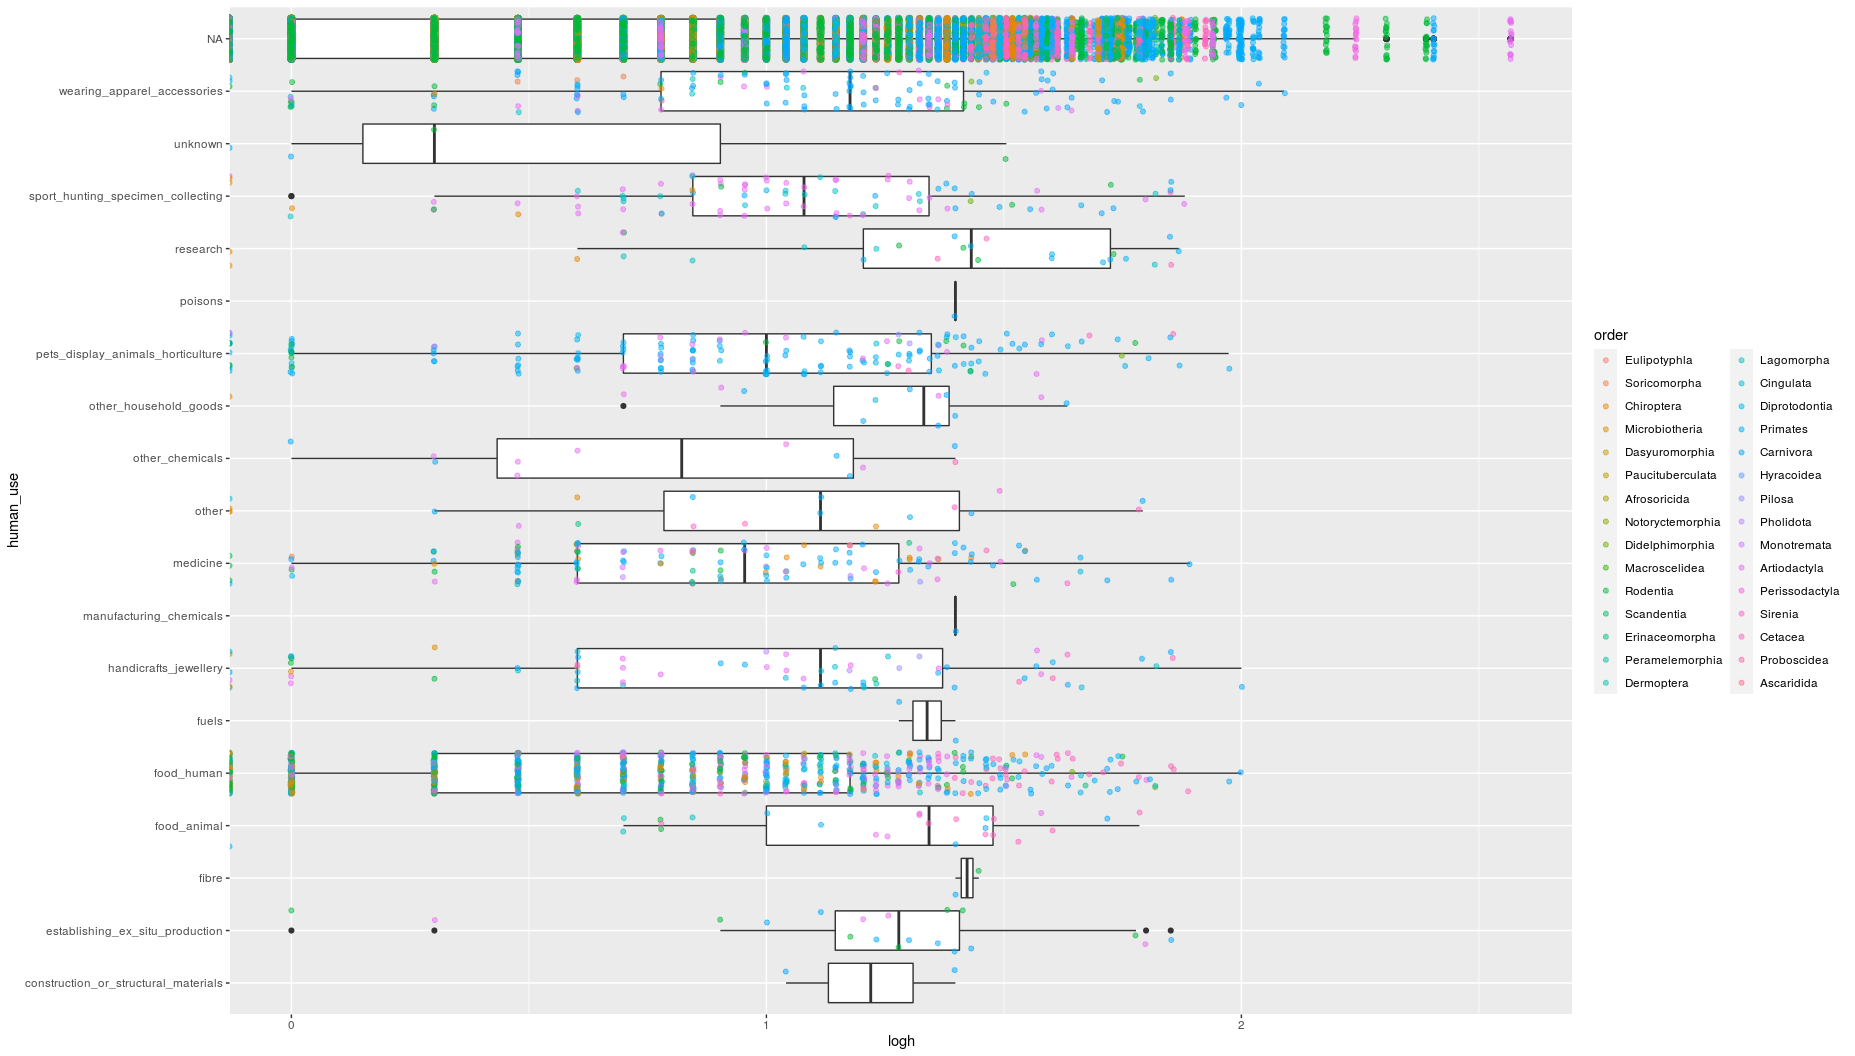 NA
wearing_apparel_accessories
unknown
sport_hunting_specimen_collecting
research
poisons
pets_display_animals_horticulture
other_household_goods
other_chemicals
other
medicine
manufacturing_chemicals
handicrafts_jewellery
fuels
food_human
food_animal
fibre
establishing_ex_situ_production
construction_or_structural_materials
human_use
0 1 2
logh
order
Eulipotyphla
Soricomorpha
Chiroptera
Microbiotheria
Dasyuromorphia
Paucituberculata
Afrosoricida
Notoryctemorphia
Didelphimorphia
Macroscelidea
Rodentia
Scandentia
Erinaceomorpha
Peramelemorphia
Dermoptera
Lagomorpha
Cingulata
Diprotodontia
Primates
Carnivora
Hyracoidea
Pilosa
Pholidota
Monotremata
Artiodactyla
Perissodactyla
Sirenia
Cetacea
Proboscidea
Ascaridida